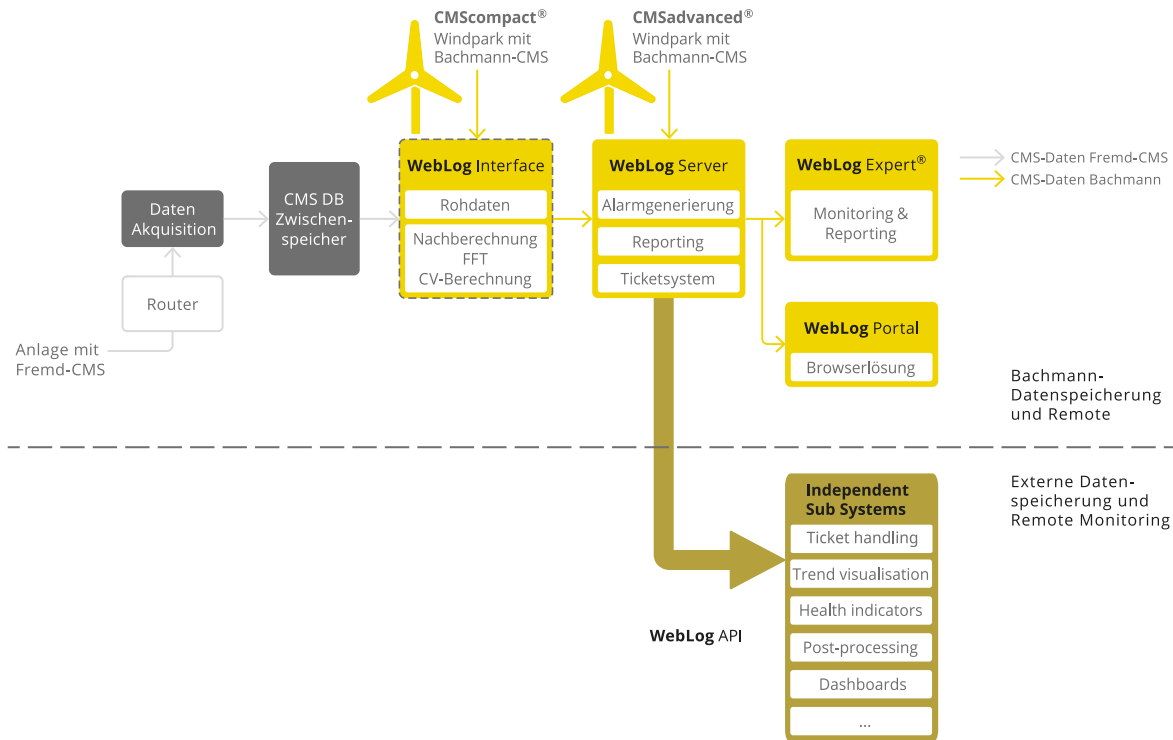 CMScompact®
Windpark mit
Bachmann-CMS
CMSadvanced®
Windpark mit
Bachmann-CMS
WebLog Interface
Rohdaten
Nachberechnung
FFT
CV-Berechnung
WebLog Server
Alarmgenerierung
Reporting
Ticketsystem
WebLog Expert®
Monitoring &
Reporting
CMS-Daten Fremd-CMS
CMS-Daten Bachmann
Daten
Akquisition
CMS DB
Zwischen-
speicher
Router
Anlage mit
Fremd-CMS
WebLog Portal
Browserlösung
Bachmann-
Datenspeicherung
und Remote
Externe Daten-
speicherung und
Remote Monitoring
Independent
Sub Systems
Ticket handling
Trend visualisation
Health indicators
Post-processing
Dashboards
...
WebLog API